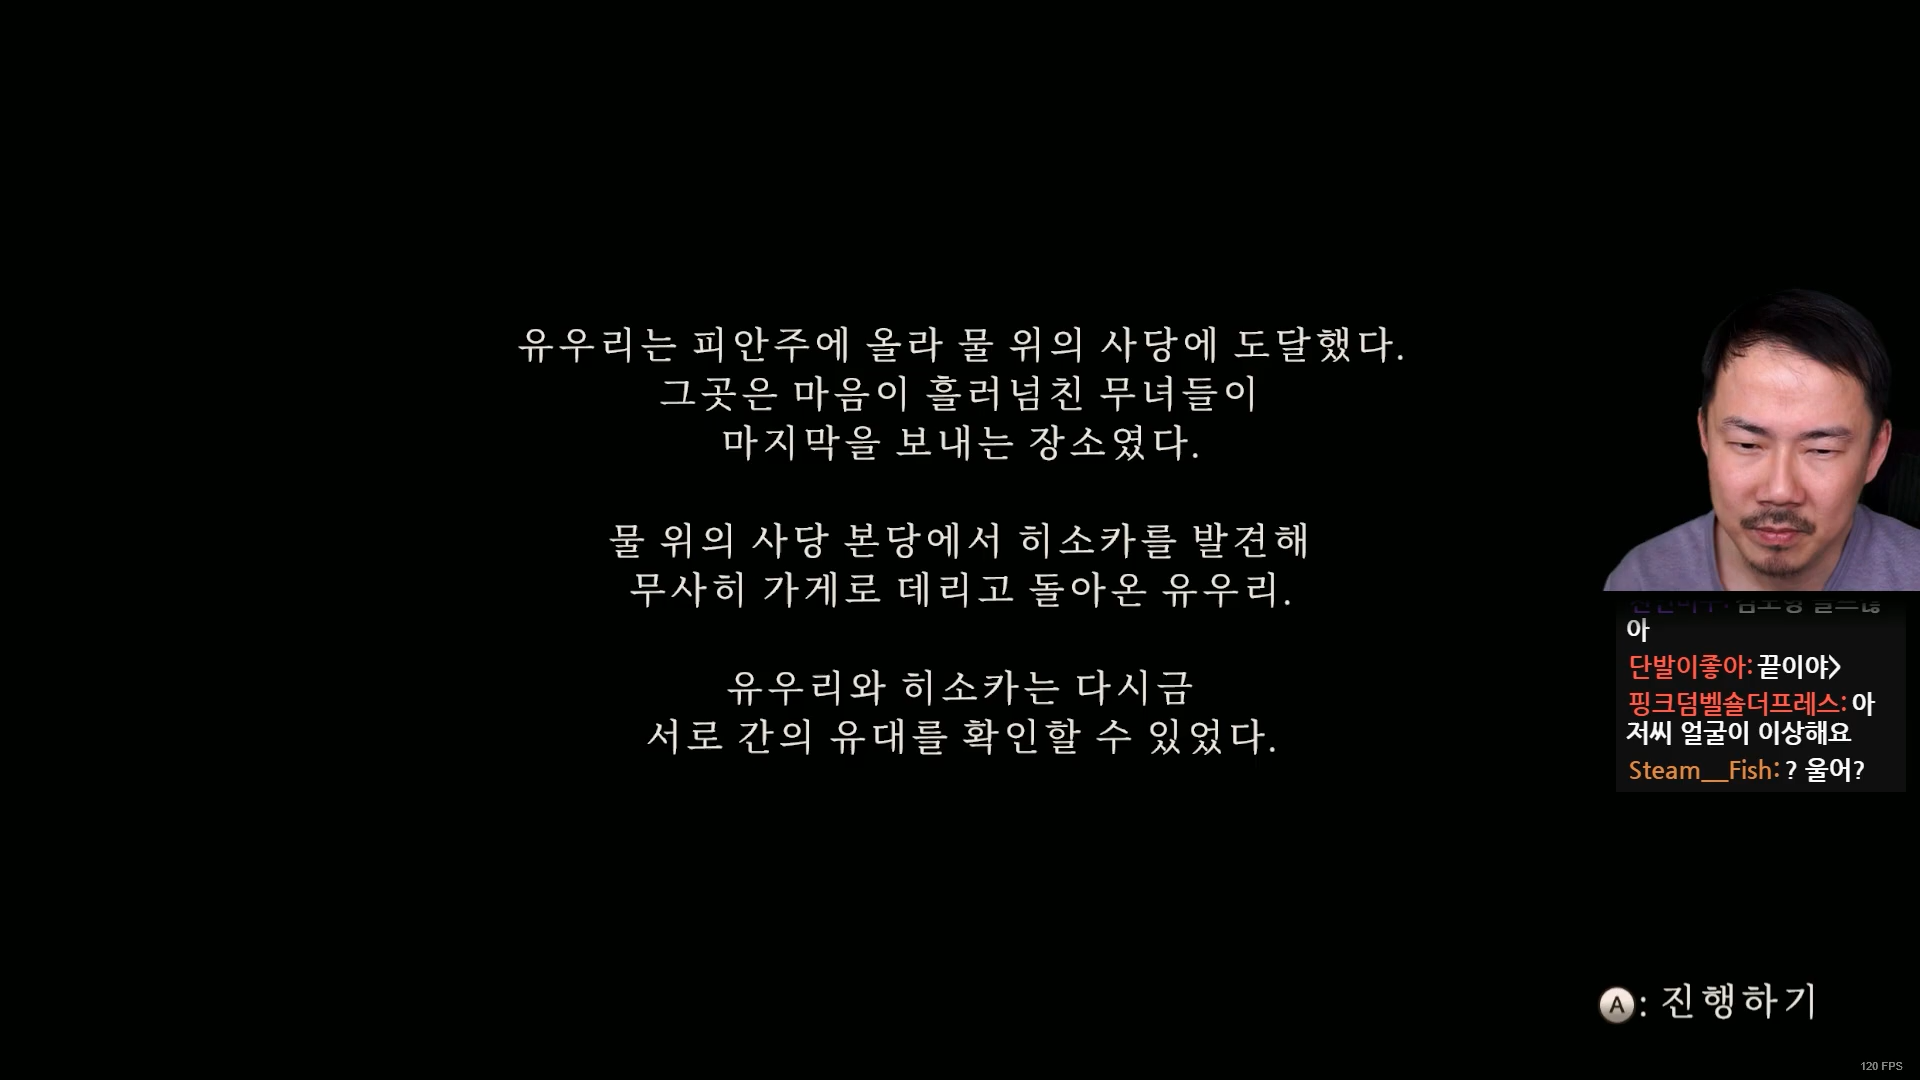 유우리는 피안주에 올라 물 위의 사당에 도달했다.
그곳은 마음이 흘러넘친 무녀들이
마지막을 보내는 장소였다.
물 위의 사당 본당에서 히소카를 발견해
무사히 가게로 데리고 돌아온 유우리.
유우리와 히소카는 다시금
서로 간의 유대를 확인할 수 있었다.
아
단발이좋아: 끝이야>
핑크덤벨숄더프레스: 아
저씨 얼굴이 이상해요
Steam__Fish: ? 울어?
A : 진행하기
120 FPS